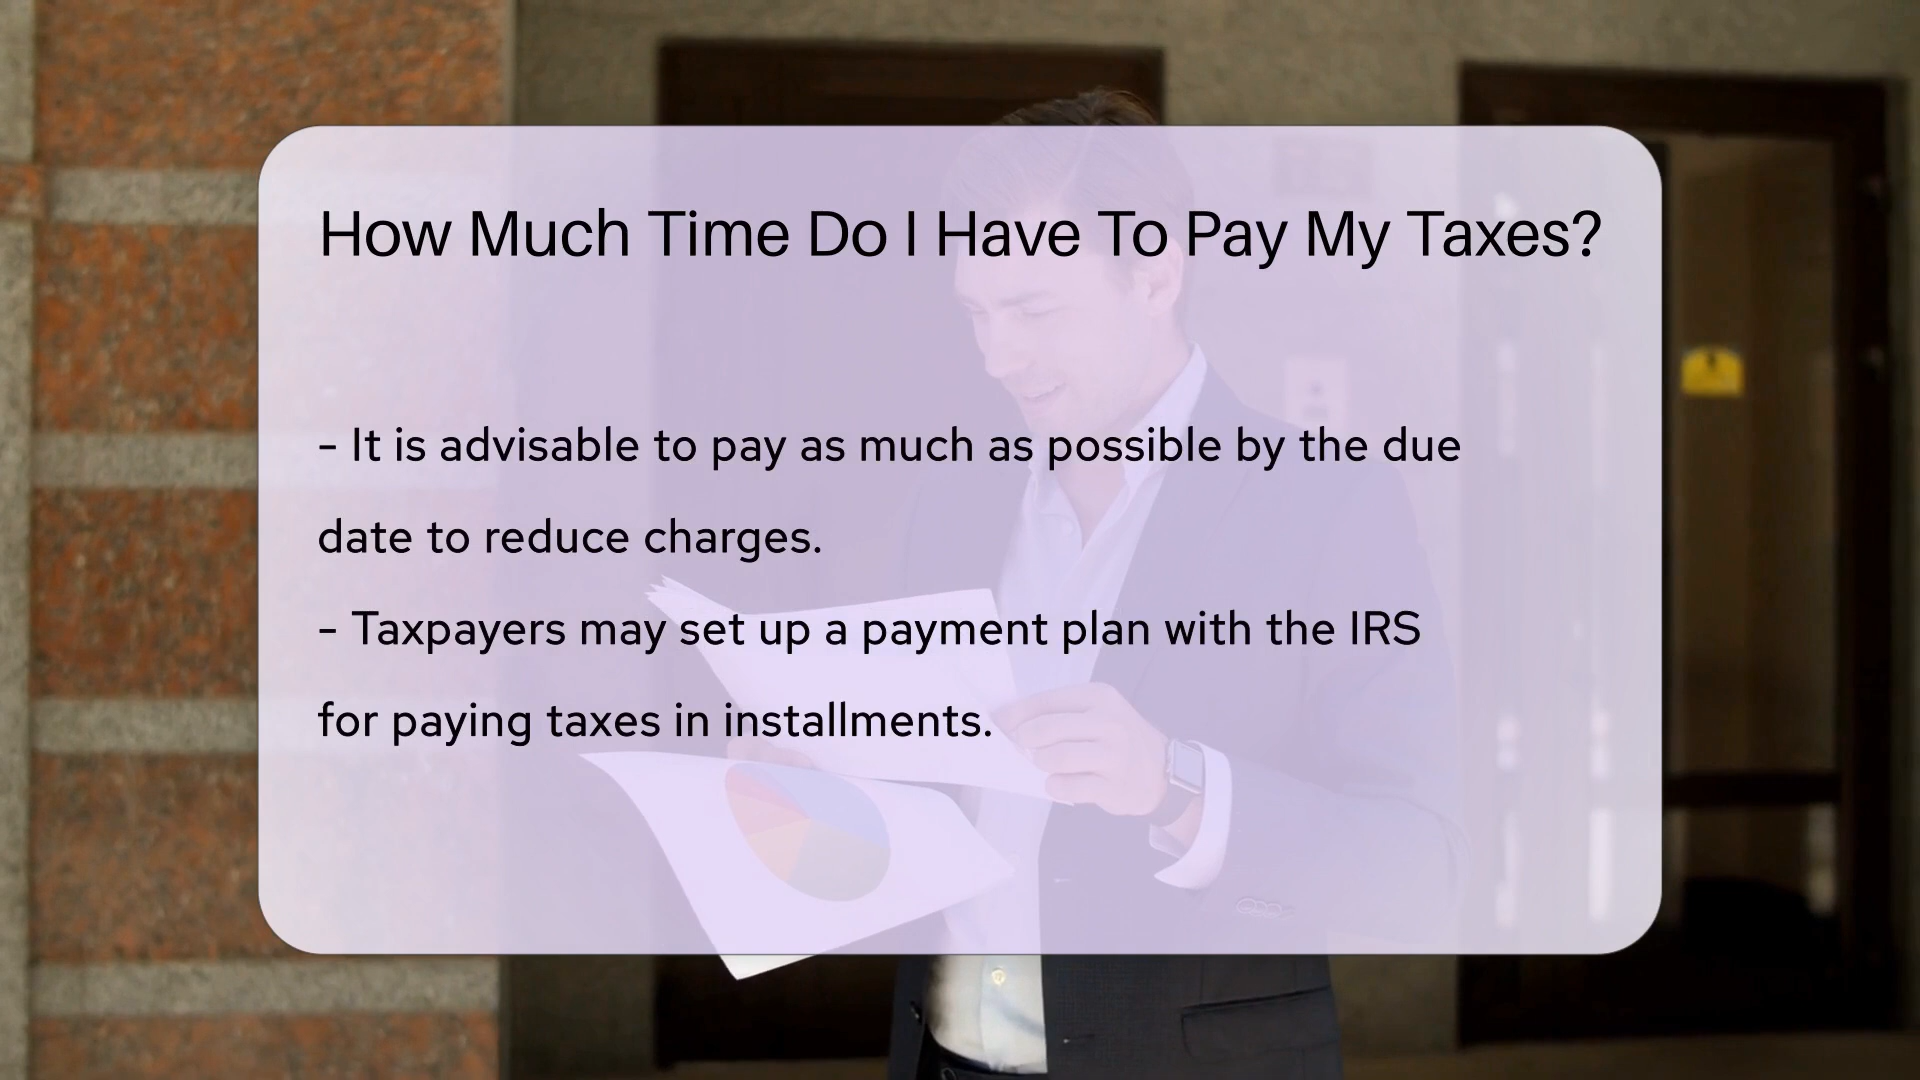 How Much Time Do I Have To Pay My Taxes?
- It is advisable to pay as much as possible by the due
date to reduce charges.
- Taxpayers may set up a payment plan with the IRS
for paying taxes in installments.